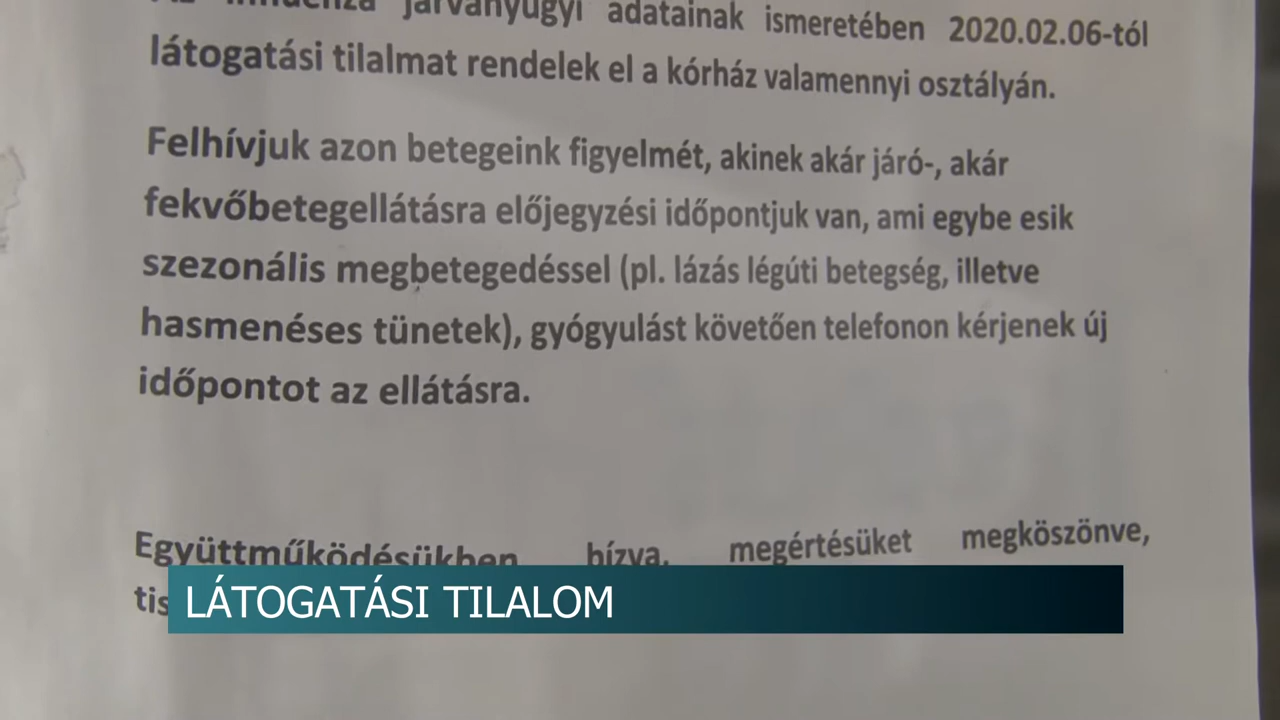 járványügyi adatainak ismeretében 2020.02.06-tól
látogatási tilalmat rendelek el a kórház valamennyi osztályán.
Felhívjuk azon betegeink figyelmét, akinek akár járó-, akár
fekvőbetegellátásra előjegyzési időpontjuk van, ami egybe esik
szezonális megbetegedéssel (pl. lázás légúti betegség, illetve
hasmenéses tünetek), gyógyulást követően telefonon kérjenek új
időpontot az ellátásra.
Együttműködésükben bízva, megértésüket megköszönve,
LÁTOGATÁSI TILALOM